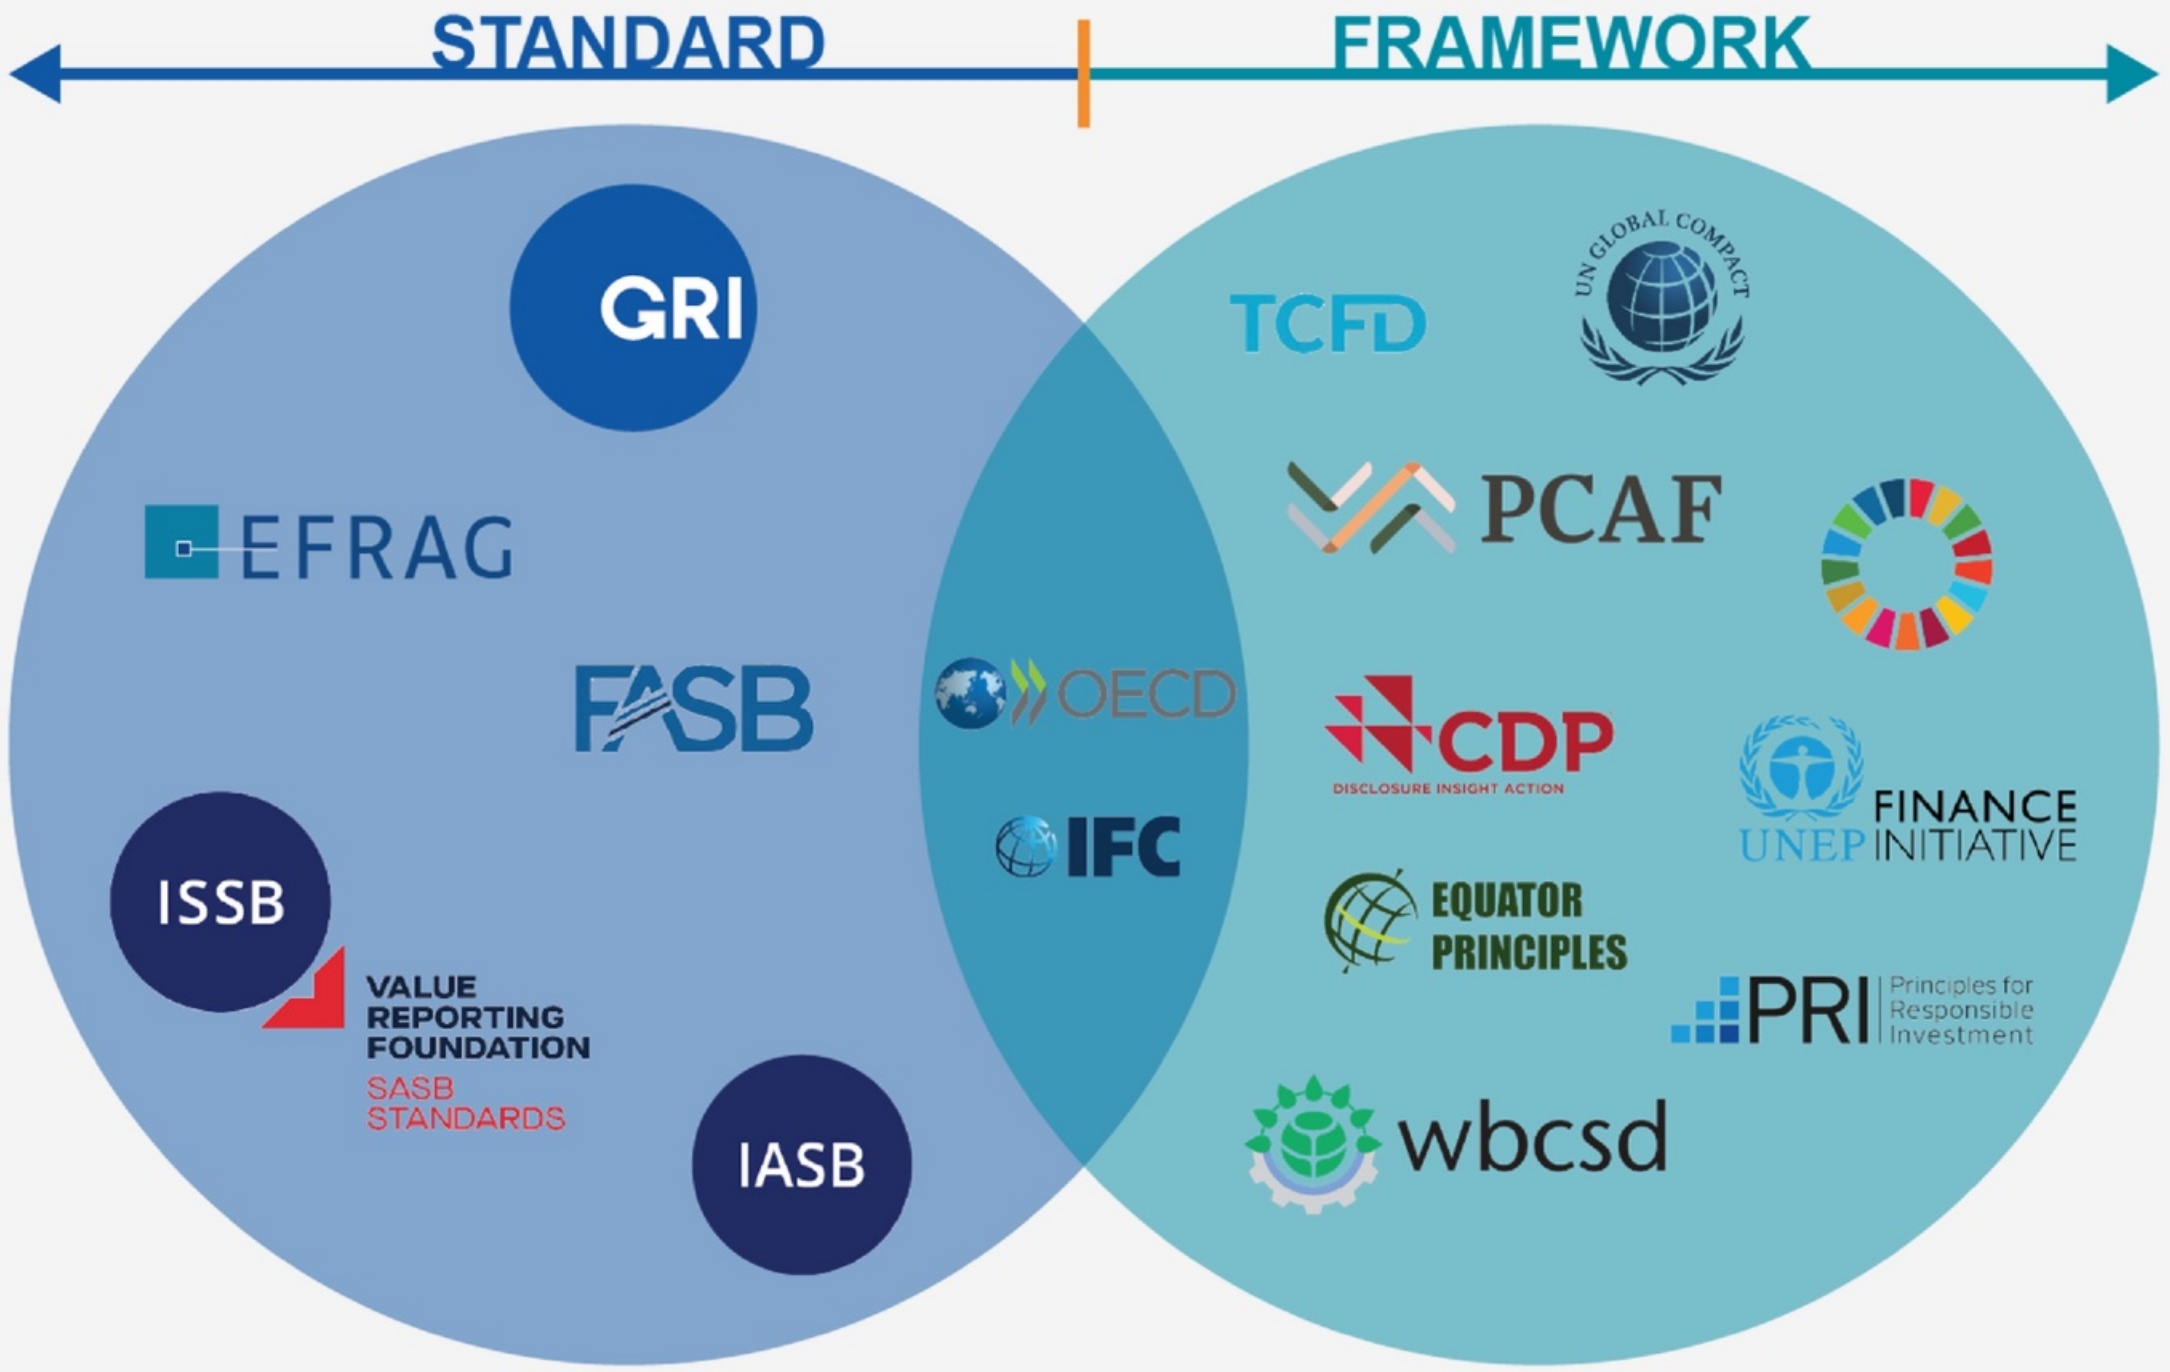 STANDARD
FRAMEWORK
GRI
EFRAG
FASB
ISSB
VALUE
REPORTING
FOUNDATION
SASB
STANDARDS
IASB
OECD
IFC
TCFD
UN GLOBAL COMPACT
PCAF
CDP
DISCLOSURE INSIGHT ACTION
UNEP
FINANCE
INITIATIVE
EQUATOR
PRINCIPLES
PRI
Principles for
Responsible
Investment
wbcsd